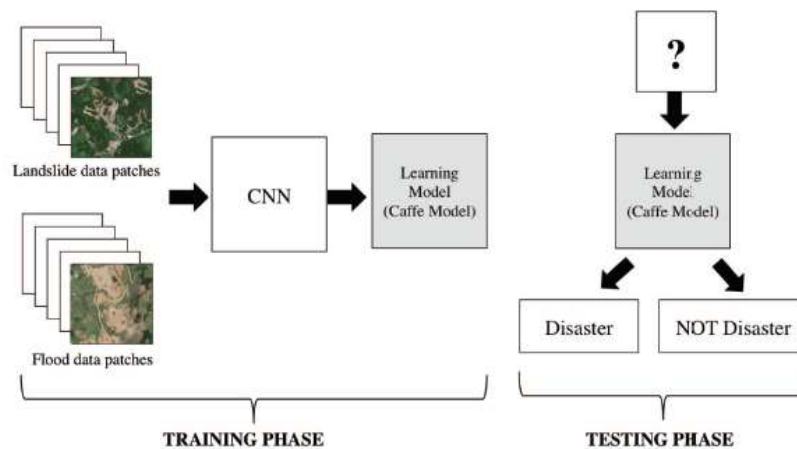 Landslide data patches
Flood data patches
CNN
Learning
Model
(Caffe Model)
TRAINING PHASE
?
Learning
Model
(Caffe Model)
Disaster
NOT Disaster
TESTING PHASE